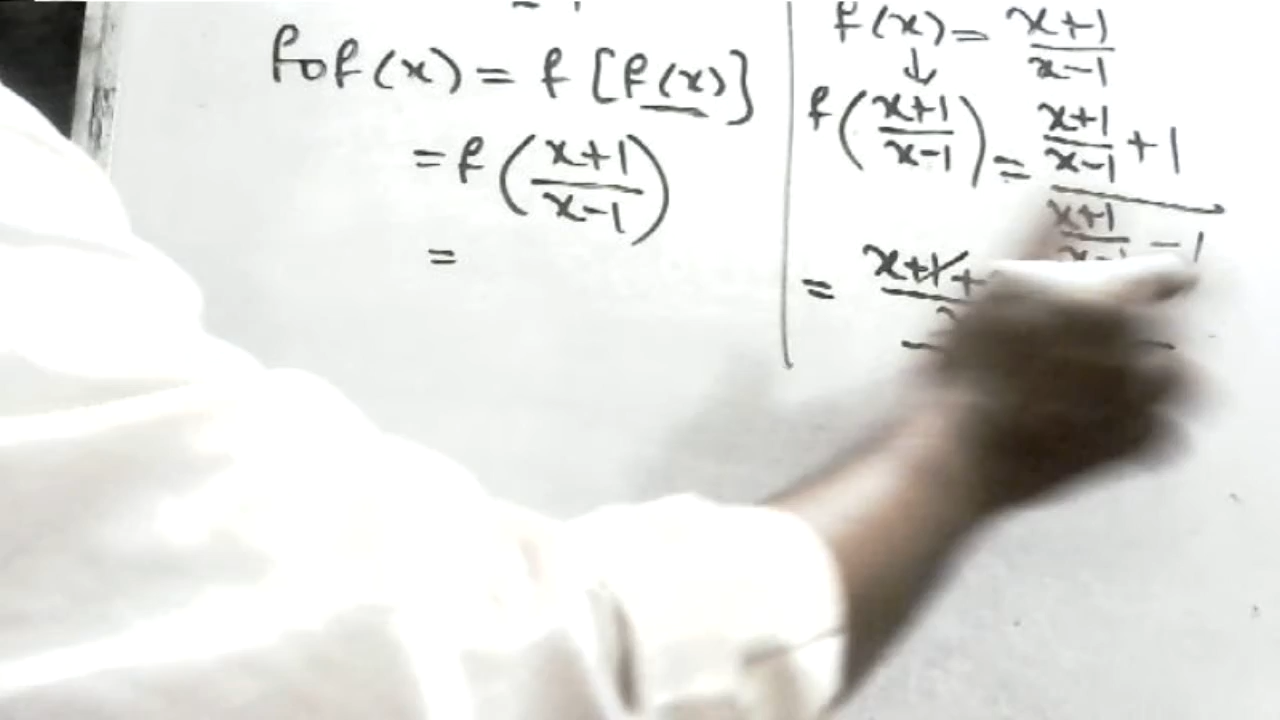 fof(x) = f[f(x)]
= f((x+1)/(x-1))
=
f(x) = (x+1)/(x-1)
↓
f((x+1)/(x-1)) = ((x+1)/(x-1) + 1)/((x+1)/ - 1)
= x+1+